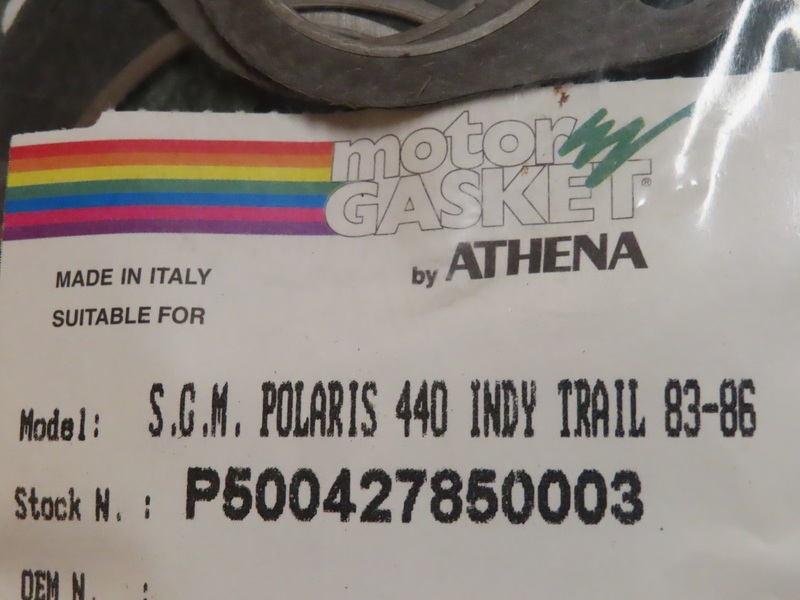 motor
GASKET®
by ATHENA
MADE IN ITALY
SUITABLE FOR
Model: S.G.M. POLARIS 440 INDY TRAIL 83-86
Stock N. : P500427850003
OEM N. :